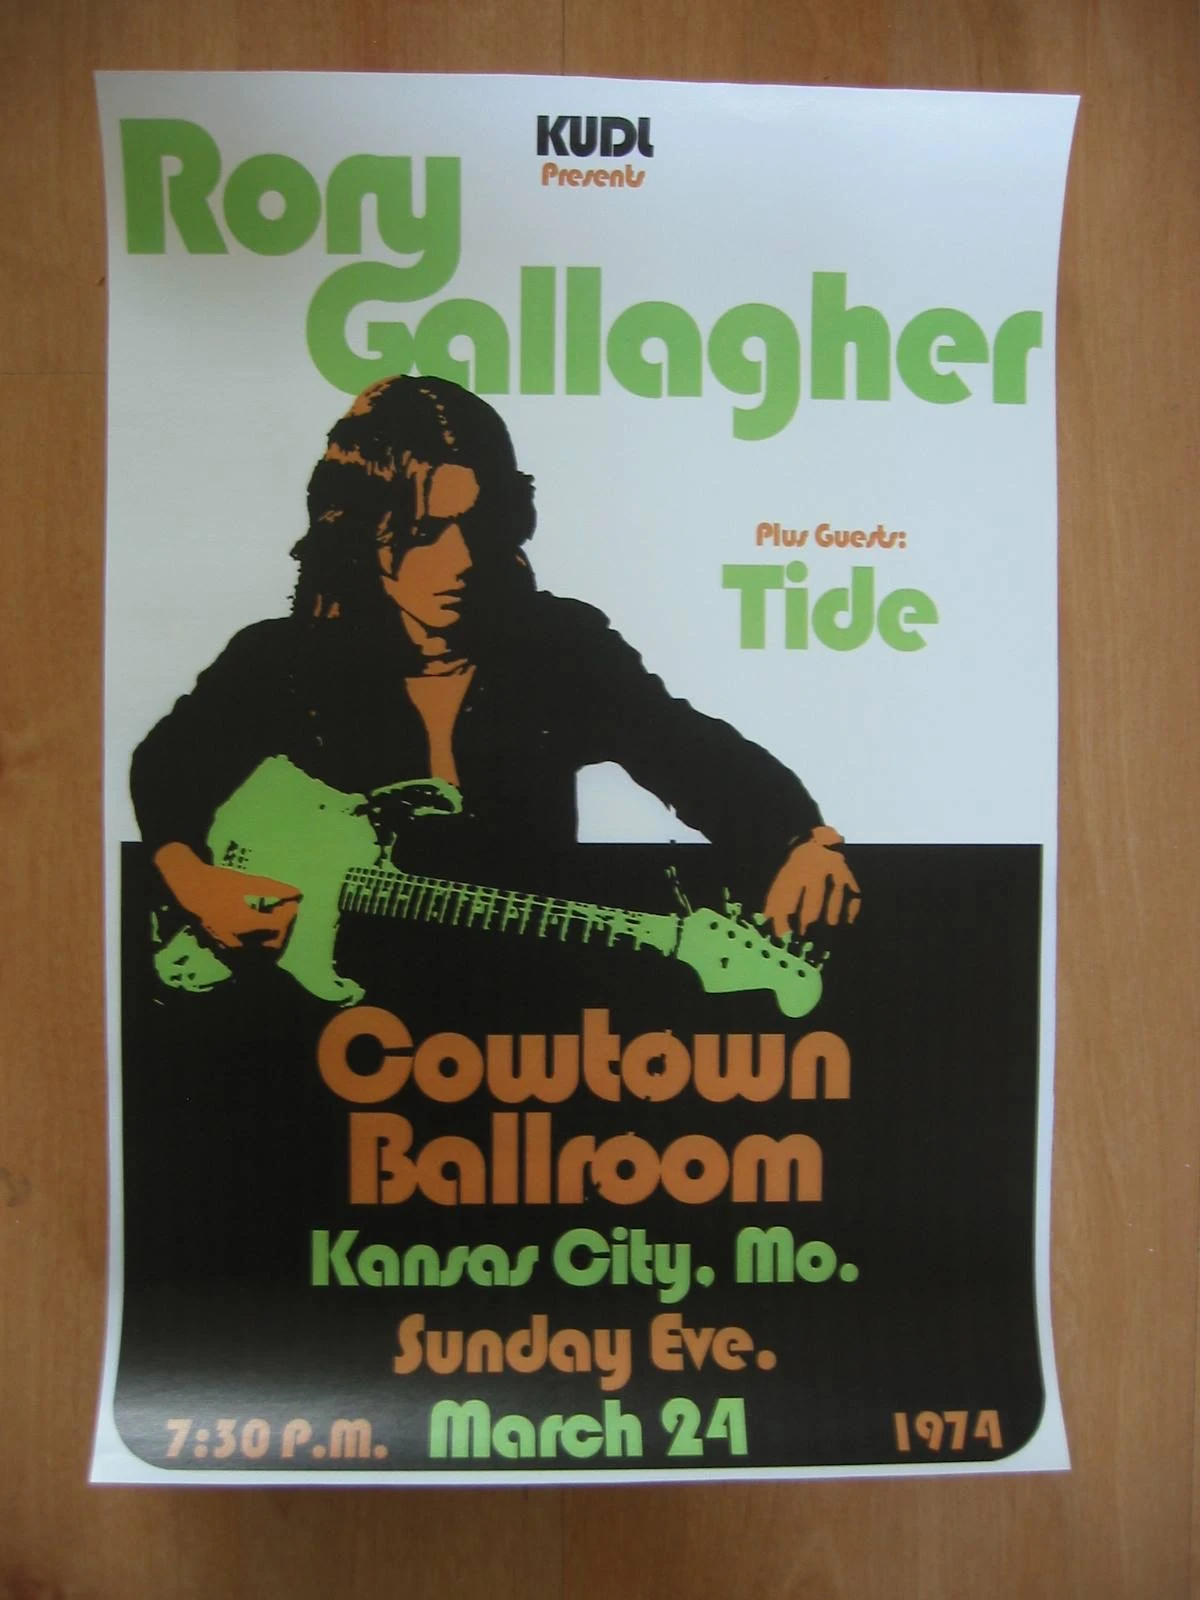 KUDL
Presents
Rory
Gallagher
Plus Guests:
Tide
Cowtown
Ballroom
Kansas City, Mo.
Sunday Eve.
7:30 P.M. March 24 1974